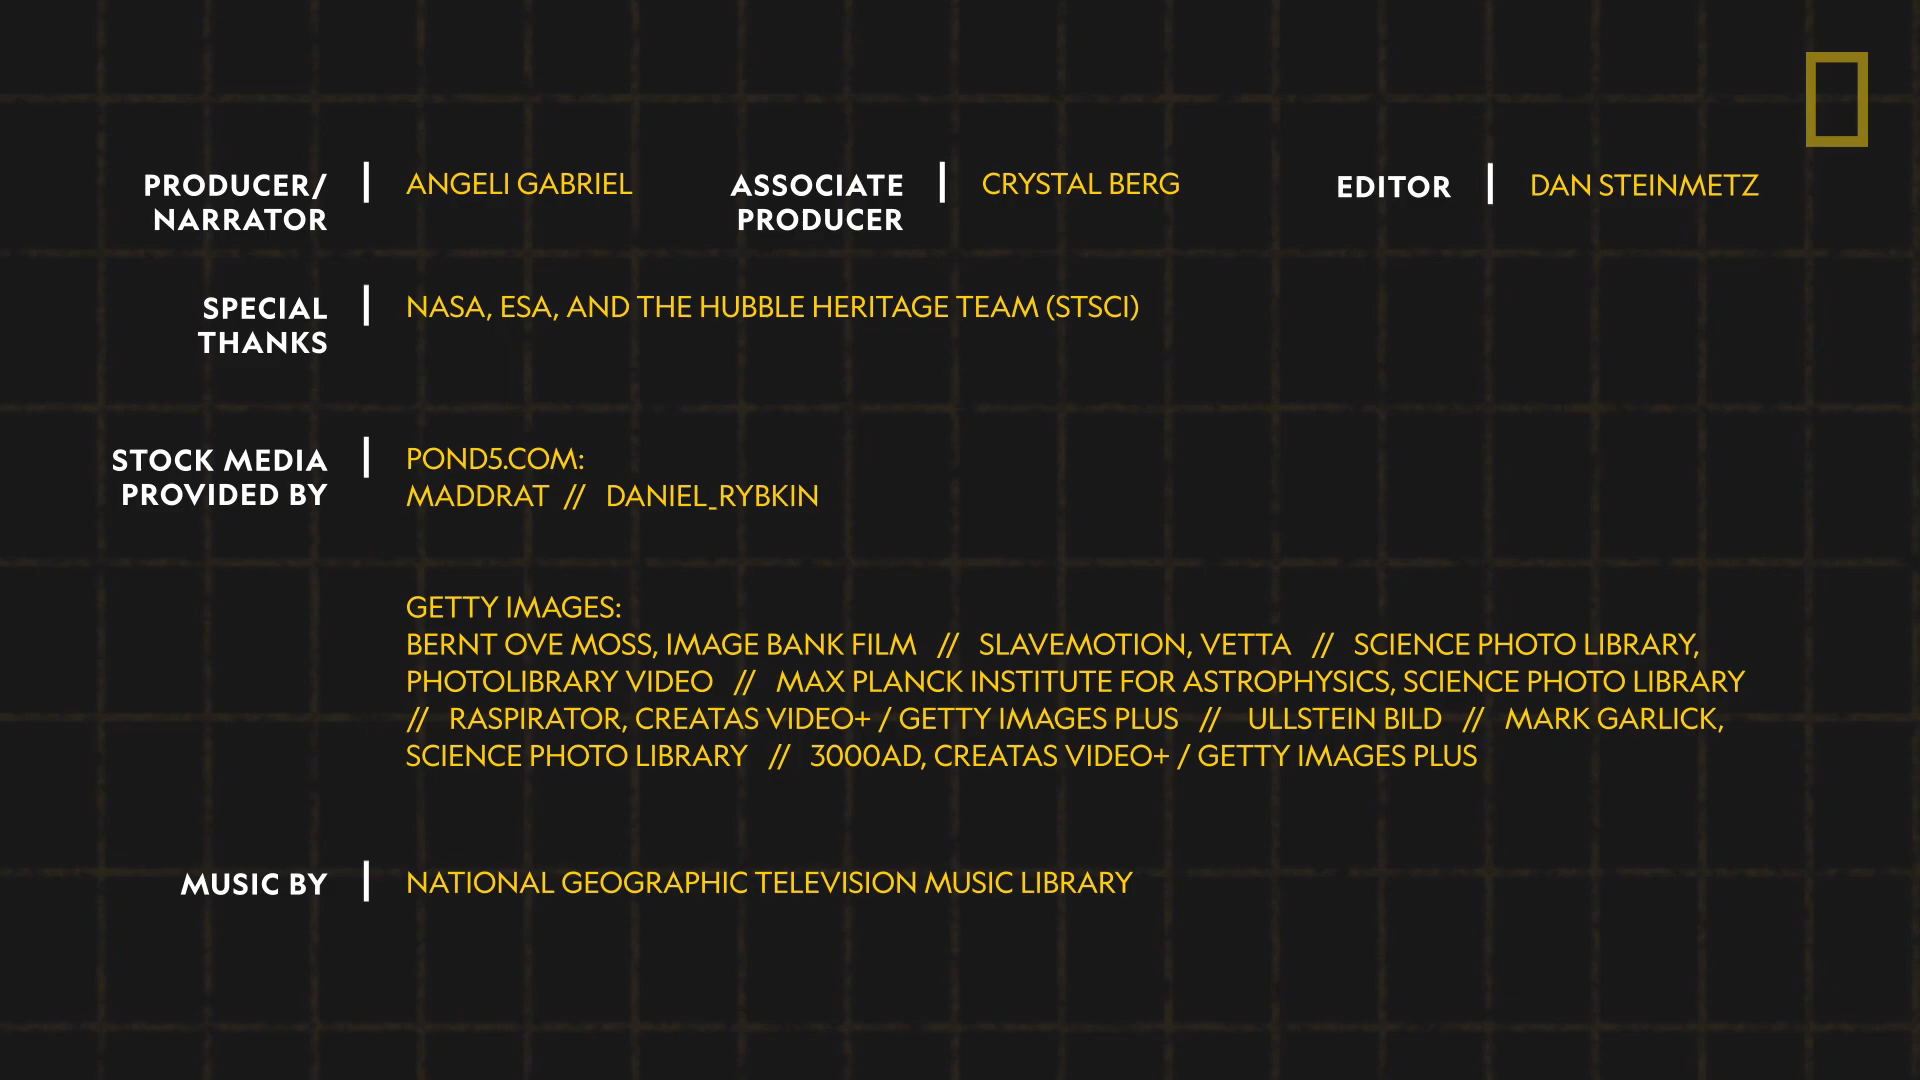 PRODUCER/ NARRATOR | ANGELI GABRIEL
ASSOCIATE PRODUCER | CRYSTAL BERG
EDITOR | DAN STEINMETZ
SPECIAL THANKS | NASA, ESA, AND THE HUBBLE HERITAGE TEAM (STSCI)
STOCK MEDIA PROVIDED BY | POND5.COM:
MADDRAT // DANIEL_RYBKIN
GETTY IMAGES:
BERNT OVE MOSS, IMAGE BANK FILM // SLAVEMOTION, VETTA // SCIENCE PHOTO LIBRARY,
PHOTOLIBRARY VIDEO // MAX PLANCK INSTITUTE FOR ASTROPHYSICS, SCIENCE PHOTO LIBRARY
// RASPIRATOR, CREATAS VIDEO+ / GETTY IMAGES PLUS // ULLSTEIN BILD // MARK GARLICK,
SCIENCE PHOTO LIBRARY // 3000AD, CREATAS VIDEO+ / GETTY IMAGES PLUS
MUSIC BY | NATIONAL GEOGRAPHIC TELEVISION MUSIC LIBRARY